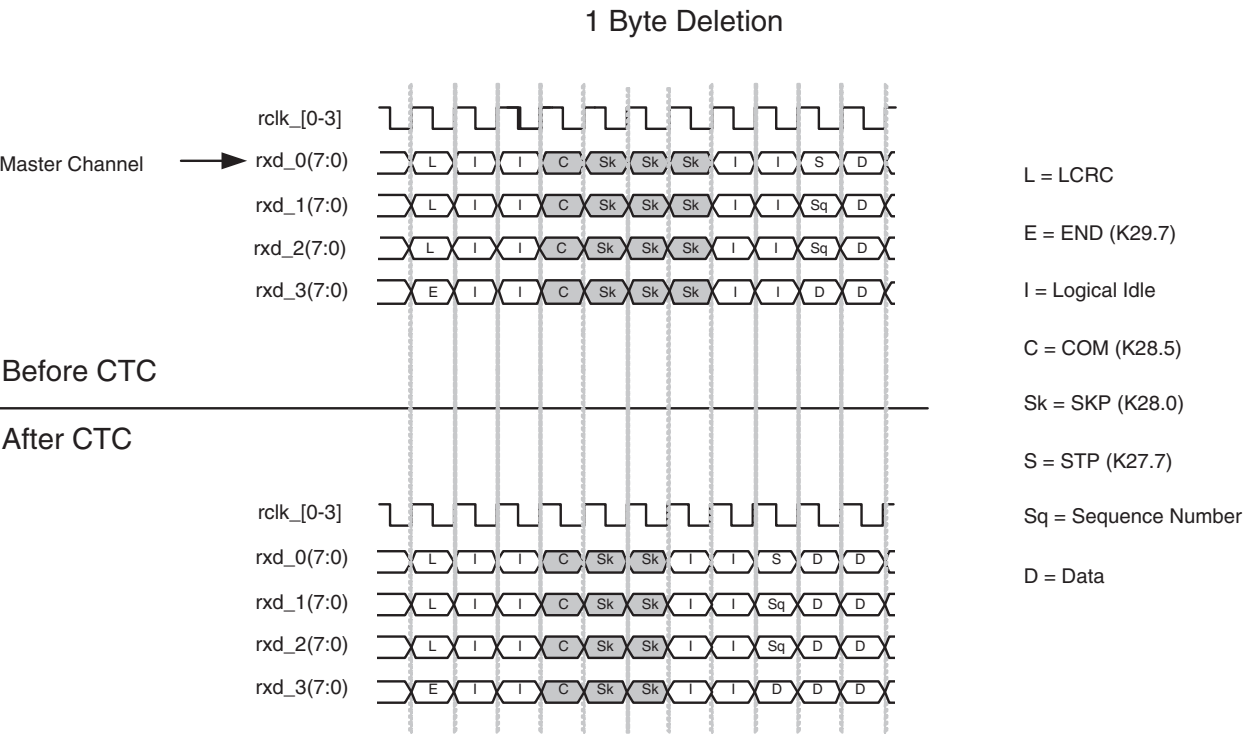 1 Byte Deletion
rclk_[0-3]
Master Channel rxd_0(7:0) L I I C Sk Sk Sk I I S D
rxd_1(7:0) L I I C Sk Sk Sk I I Sq D
rxd_2(7:0) L I I C Sk Sk Sk I I Sq D
rxd_3(7:0) E I I C Sk Sk Sk I I D D
Before CTC
After CTC
rclk_[0-3]
rxd_0(7:0) L I I C Sk Sk I I S D D
rxd_1(7:0) L I I C Sk Sk I I Sq D D
rxd_2(7:0) L I I C Sk Sk I I Sq D D
rxd_3(7:0) E I I C Sk Sk I I D D D
L = LCRC
E = END (K29.7)
I = Logical Idle
C = COM (K28.5)
Sk = SKP (K28.0)
S = STP (K27.7)
Sq = Sequence Number
D = Data